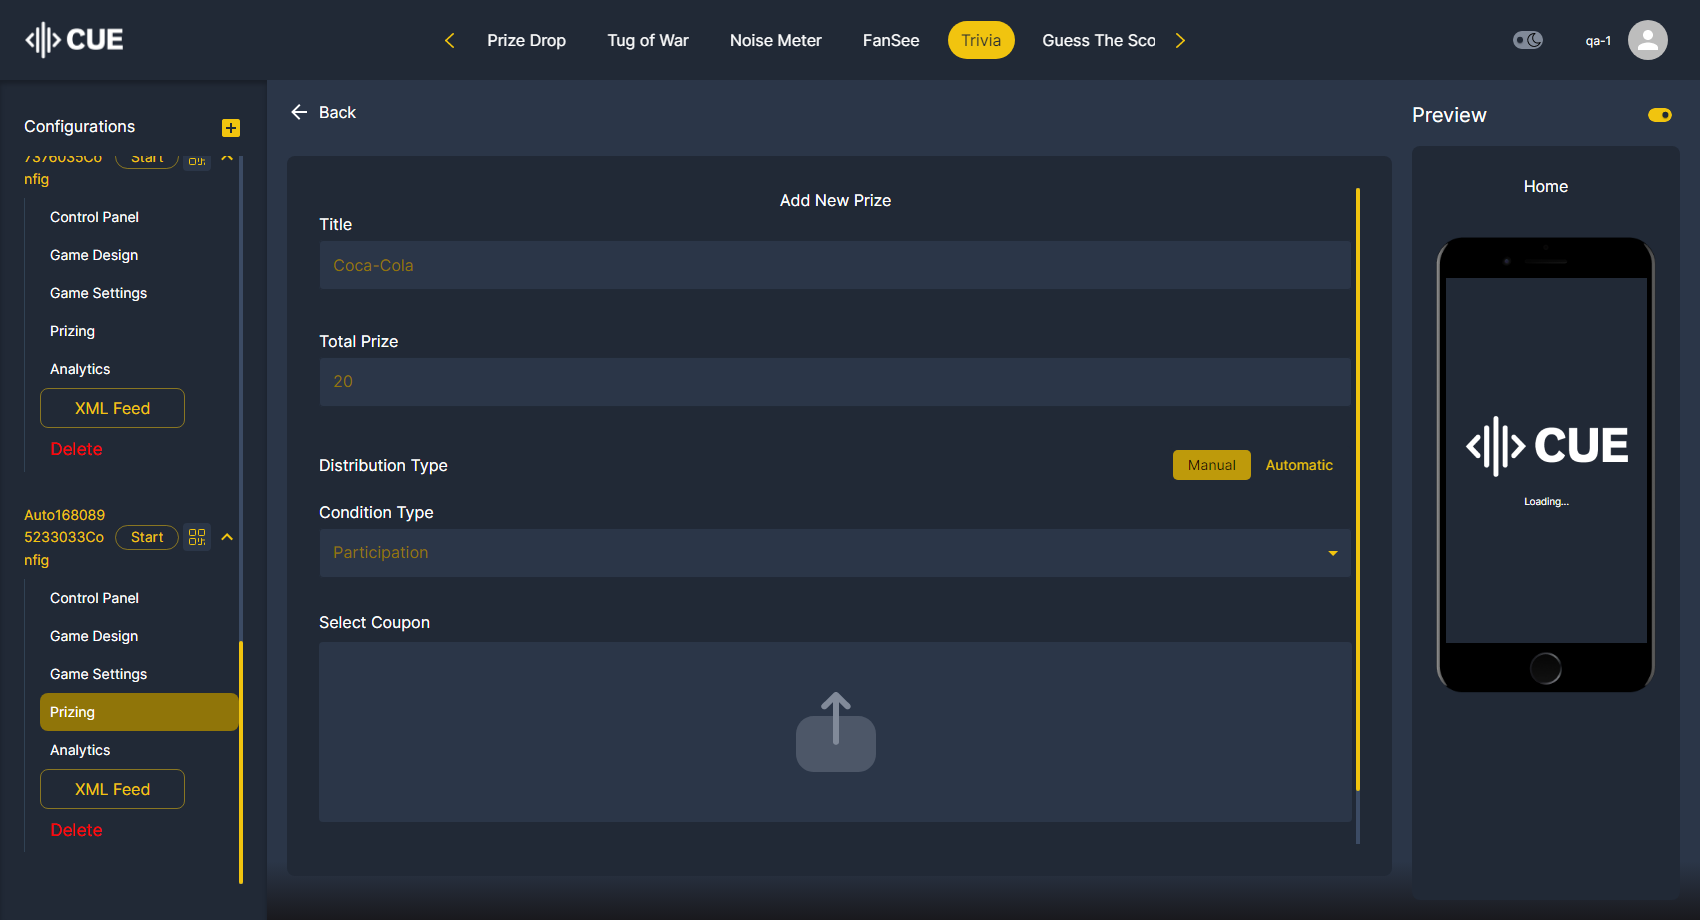 CUE
Prize Drop
Tug of War
Noise Meter
FanSee
Trivia
Guess The Sco
qa-1
Configurations
7376035Co
nfig
Start
Control Panel
Game Design
Game Settings
Prizing
Analytics
XML Feed
Delete
Auto168089
5233033Co
nfig
Start
Control Panel
Game Design
Game Settings
Prizing
Analytics
XML Feed
Delete
Back
Add New Prize
Title
Coca-Cola
Total Prize
20
Distribution Type
Manual
Automatic
Condition Type
Participation
Select Coupon
Preview
Home
CUE
Loading...